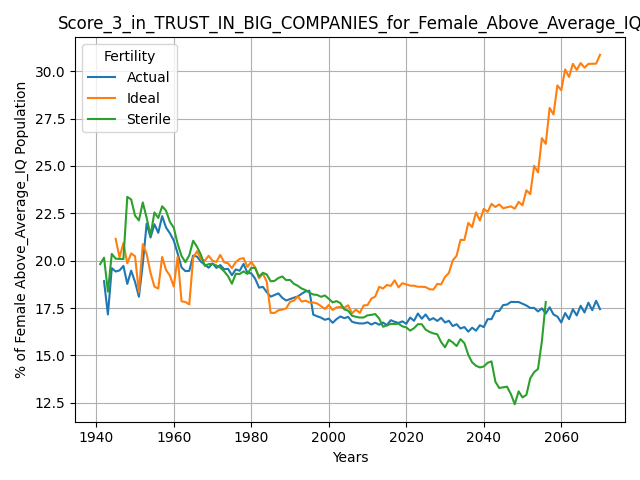 Score_3_in_TRUST_IN_BIG_COMPANIES_for_Female_Above_Average_IQ
Fertility
Actual
Ideal
Sterile
% of Female Above_Average_IQ Population
30.0
27.5
25.0
22.5
20.0
17.5
15.0
12.5
1940 1960 1980 2000 2020 2040 2060
Years